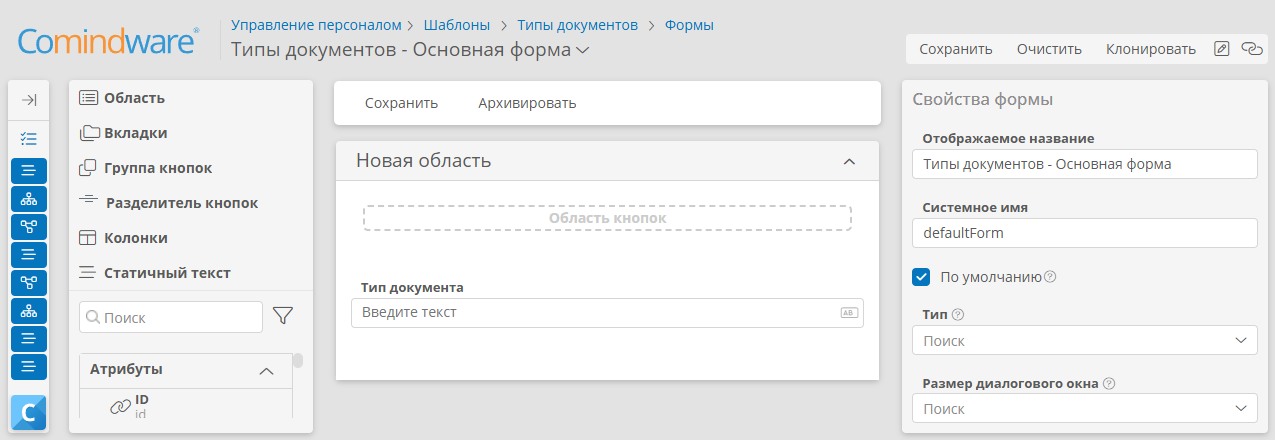 Comindware®
Управление персоналом > Шаблоны > Типы документов > Формы
Типы документов - Основная форма
Сохранить Очистить Клонировать
Область
Вкладки
Группа кнопок
Разделитель кнопок
Колонки
Статичный текст
Поиск
Атрибуты
ID
id
C
Сохранить Архивировать
Новая область
Область кнопок
Тип документа
Введите текст
AB
Свойства формы
Отображаемое название
Типы документов - Основная форма
Системное имя
defaultForm
По умолчанию ?
Тип ?
Поиск
Размер диалогового окна ?
Поиск